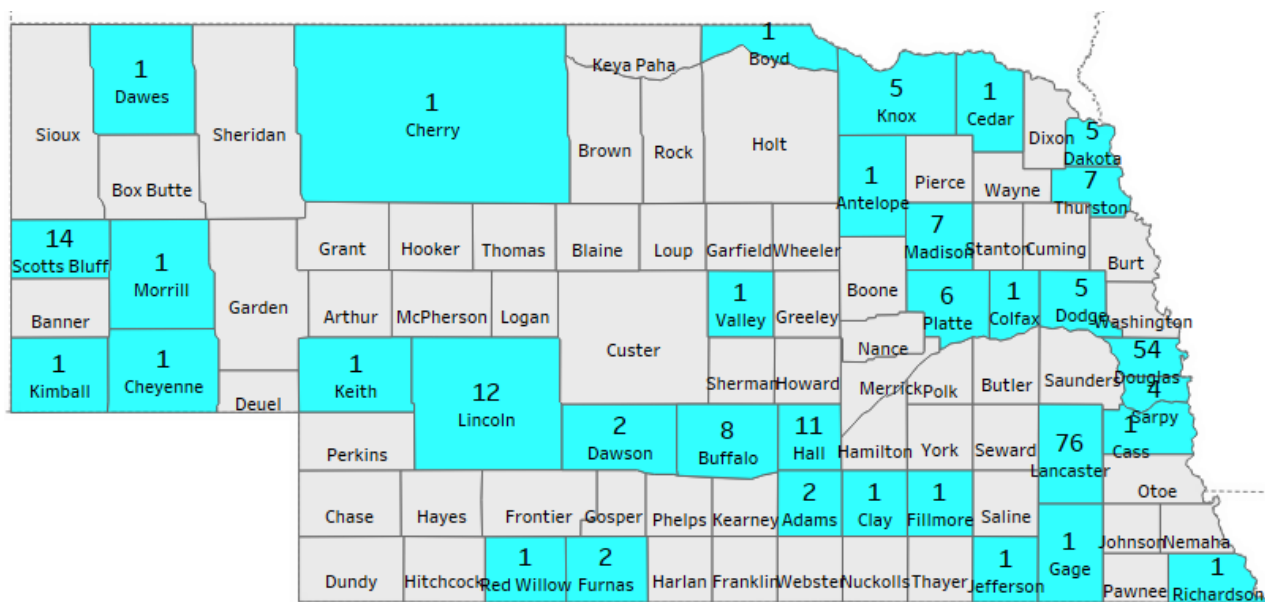 1
Dawes
Sioux
Sheridan
Box Butte
1
Cherry
Keya Paha
1
Boyd
Brown
Rock
Holt
5
Knox
1
Cedar
Dixon
5
Dakota
1
Antelope
Pierce
Wayne
7
Thurston
14
Scotts Bluff
1
Morrill
Garden
Grant
Hooker
Thomas
Blaine
Loup
Garfield
Wheeler
7
Madison
Stanton
Cuming
Burt
Banner
Arthur
McPherson
Logan
1
Valley
Greeley
Boone
6
Platte
1
Colfax
5
Dodge
Washington
1
Kimball
1
Cheyenne
Deuel
1
Keith
12
Lincoln
Custer
Sherman
Howard
Nance
Merrick
Polk
Butler
Saunders
54
Douglas
4
Sarpy
Perkins
2
Dawson
8
Buffalo
11
Hall
Hamilton
York
Seward
76
Lancaster
1
Cass
Otoe
Chase
Hayes
Frontier
Gosper
Phelps
Kearney
2
Adams
1
Clay
1
Fillmore
Saline
Dundy
Hitchcock
1
Red Willow
2
Furnas
Harlan
Franklin
Webster
Nuckolls
Thayer
1
Jefferson
1
Gage
Johnson
Nemaha
Pawnee
1
Richardson